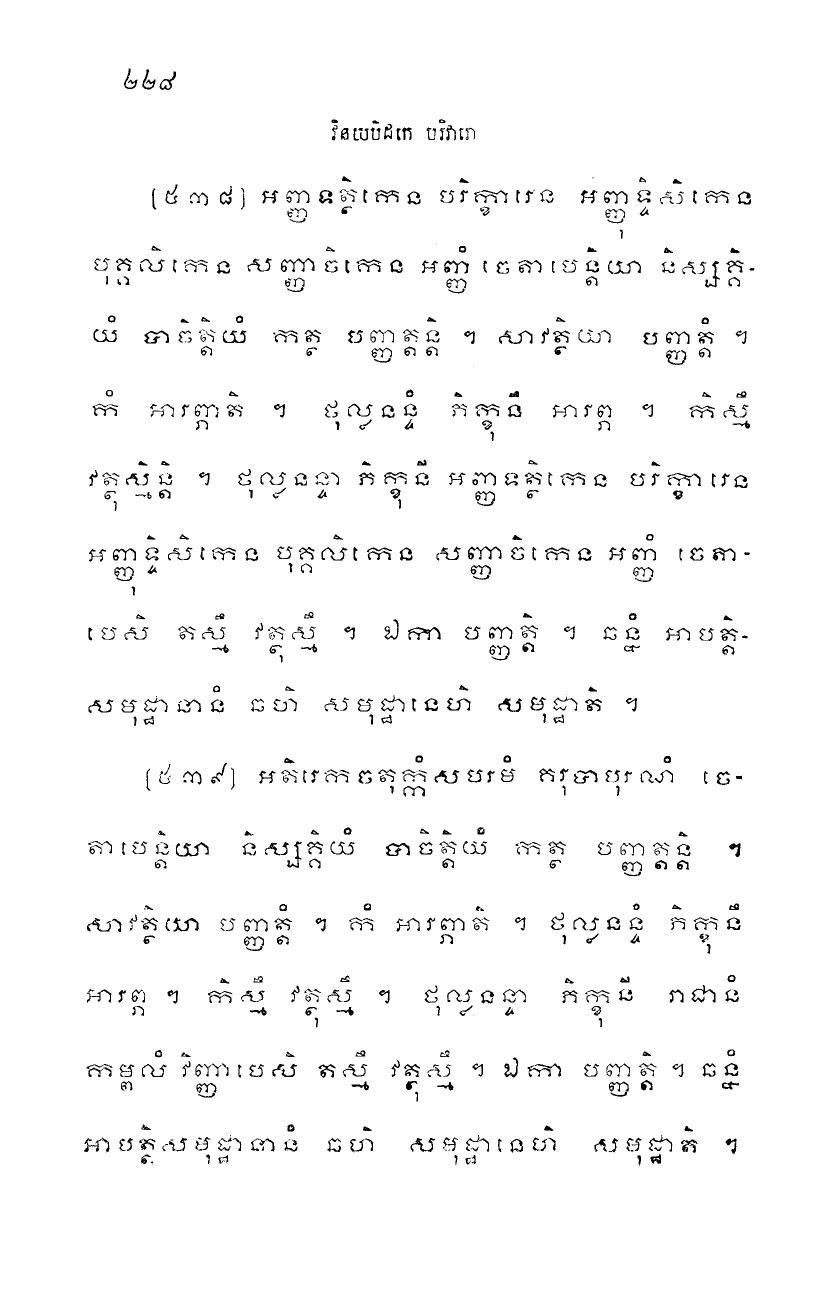 ២២៨
វិនយបិដកេ បរិវារោ
[៥៣៨] អញ្ញទត្ថិកេន បរិក្ខារេន អញ្ញុទ្ទិសិកេន
បុគ្គលិកេន សញ្ញាចិកេន អញ្ញំ ចេតាបេន្តិយា និស្សគ្គិ-
យំ បាចិត្តិយំ កត្ថ បញ្ញត្តន្តិ ។ សាវត្ថិយា បញ្ញត្តំ ។
កំ អារព្ភាតិ ។ ថុល្លនន្ទំ ភិក្ខុនឹ អារព្ភ ។ កិស្មឹ
វត្ថុស្មិន្តិ ។ ថុល្លនន្ទា ភិក្ខុនី អញ្ញទត្ថិកេន បរិក្ខារេន
អញ្ញុទ្ទិសិកេន បុគ្គលិកេន សញ្ញាចិកេន អញ្ញំ ចេតា-
បេសិ តស្មឹ វត្ថុស្មឹ ។ ឯកា បញ្ញត្តិ ។ ឆន្នំ អាបត្តិ-
សមុដ្ឋានានំ ឆហិ សមុដ្ឋានេហិ សមុដ្ឋាតិ ។
[៥៣៩] អតិរេកចតុក្កំសបរមំ គរុបាបុរណំ ចេ-
តាបេន្តិយា និស្សគ្គិយំ បាចិត្តិយំ កត្ថ បញ្ញត្តន្តិ ។
សាវត្ថិយា បញ្ញត្តំ ។ កំ អារព្ភាតិ ។ ថុល្លនន្ទំ ភិក្ខុនឹ
អារព្ភ ។ កិស្មឹ វត្ថុស្មឹ ។ ថុល្លនន្ទា ភិក្ខុនី រាជានំ
កម្ពលំ វិញ្ញាបេសិ តស្មឹ វត្ថុស្មឹ ។ ឯកា បញ្ញត្តិ ។ ឆន្នំ
អាបត្តិសមុដ្ឋានានំ ឆហិ សមុដ្ឋានេហិ សមុដ្ឋាតិ ។